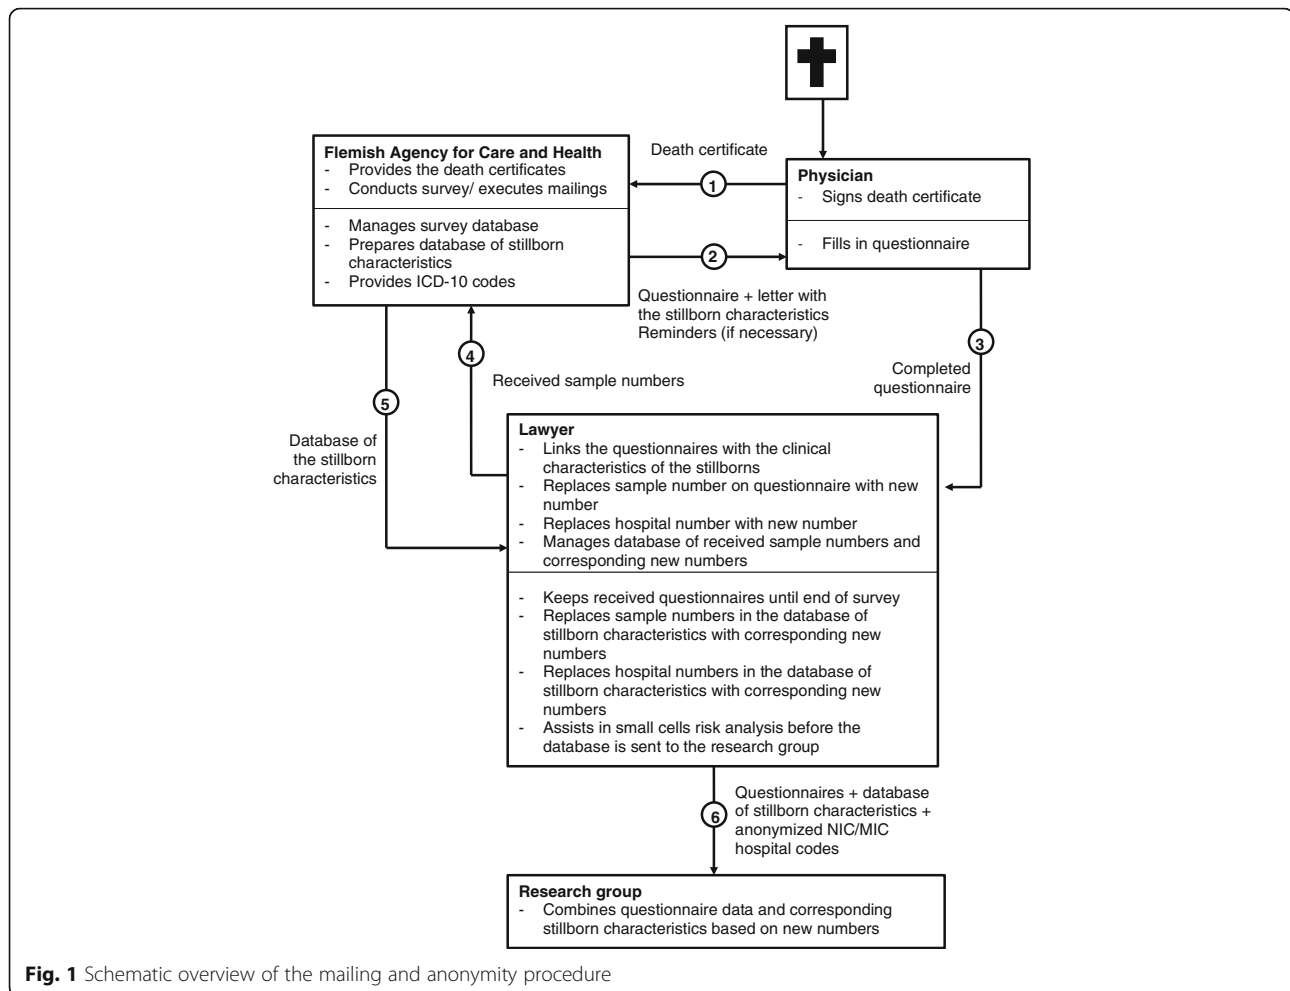 Death certificate
Flemish Agency for Care and Health
- Provides the death certificates
- Conducts survey/ executes mailings
- Manages survey database
- Prepares database of stillborn
characteristics
- Provides ICD-10 codes
1
Physician
- Signs death certificate
- Fills in questionnaire
2
Questionnaire + letter with
the stillborn characteristics
Reminders (if necessary)
3
Completed
questionnaire
4
Received sample numbers
5
Database of
the stillborn
characteristics
Lawyer
- Links the questionnaires with the clinical
characteristics of the stillborns
- Replaces sample number on questionnaire with new
number
- Replaces hospital number with new number
- Manages database of received sample numbers and
corresponding new numbers
- Keeps received questionnaires until end of survey
- Replaces sample numbers in the database of
stillborn characteristics with corresponding new
numbers
- Replaces hospital numbers in the database of
stillborn characteristics with corresponding new
numbers
- Assists in small cells risk analysis before the
database is sent to the research group
6
Questionnaires + database
of stillborn characteristics +
anonymized NIC/MIC
hospital codes
Research group
- Combines questionnaire data and corresponding
stillborn characteristics based on new numbers
Fig. 1 Schematic overview of the mailing and anonymity procedure